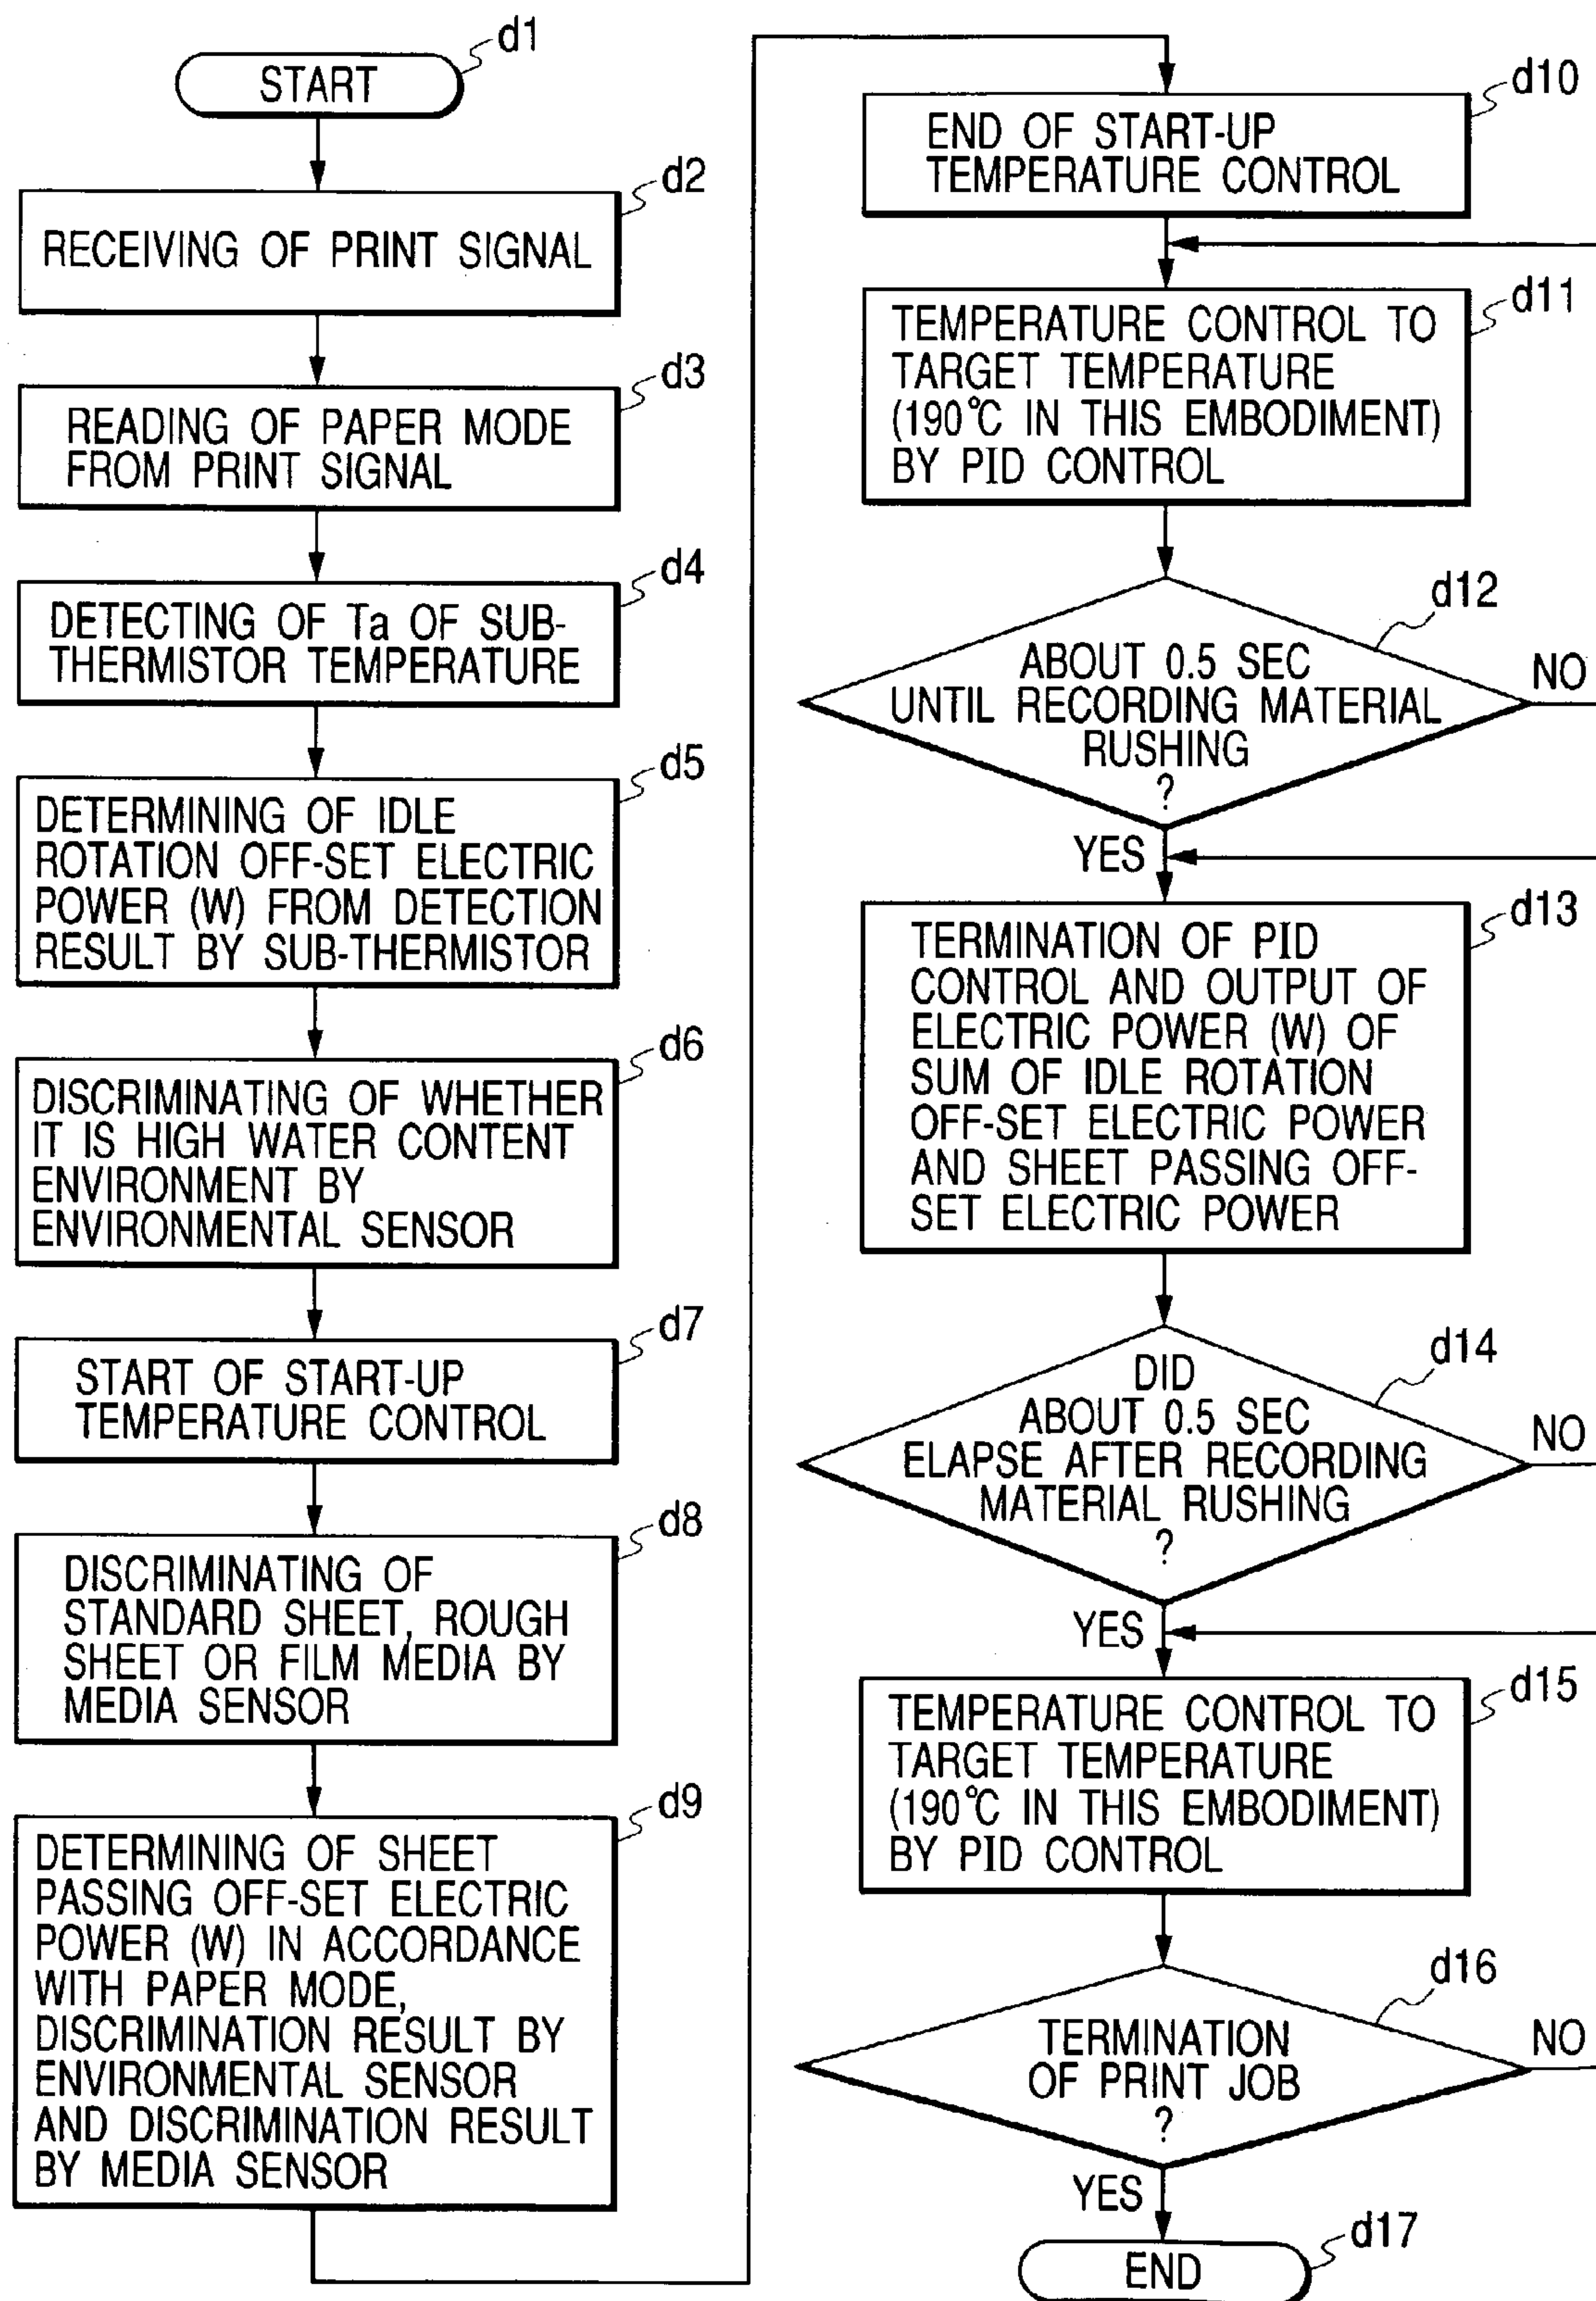 START
d1
RECEIVING OF PRINT SIGNAL
d2
READING OF PAPER MODE
FROM PRINT SIGNAL
d3
DETECTING OF Ta OF SUB-
THERMISTOR TEMPERATURE
d4
DETERMINING OF IDLE
ROTATION OFF-SET ELECTRIC
POWER (W) FROM DETECTION
RESULT BY SUB-THERMISTOR
d5
DISCRIMINATING OF WHETHER
IT IS HIGH WATER CONTENT
ENVIRONMENT BY
ENVIRONMENTAL SENSOR
d6
START OF START-UP
TEMPERATURE CONTROL
d7
DISCRIMINATING OF
STANDARD SHEET, ROUGH
SHEET OR FILM MEDIA BY
MEDIA SENSOR
d8
DETERMINING OF SHEET
PASSING OFF-SET ELECTRIC
POWER (W) IN ACCORDANCE
WITH PAPER MODE,
DISCRIMINATION RESULT BY
ENVIRONMENTAL SENSOR
AND DISCRIMINATION RESULT
BY MEDIA SENSOR
d9
END OF START-UP
TEMPERATURE CONTROL
d10
TEMPERATURE CONTROL TO
TARGET TEMPERATURE
(190°C IN THIS EMBODIMENT)
BY PID CONTROL
d11
ABOUT 0.5 SEC
UNTIL RECORDING MATERIAL
RUSHING
?
d12
NO
YES
TERMINATION OF PID
CONTROL AND OUTPUT OF
ELECTRIC POWER (W) OF
SUM OF IDLE ROTATION
OFF-SET ELECTRIC POWER
AND SHEET PASSING OFF-
SET ELECTRIC POWER
d13
DID
ABOUT 0.5 SEC
ELAPSE AFTER RECORDING
MATERIAL RUSHING
?
d14
NO
YES
TEMPERATURE CONTROL TO
TARGET TEMPERATURE
(190°C IN THIS EMBODIMENT)
BY PID CONTROL
d15
TERMINATION
OF PRINT JOB
?
d16
NO
YES
END
d17